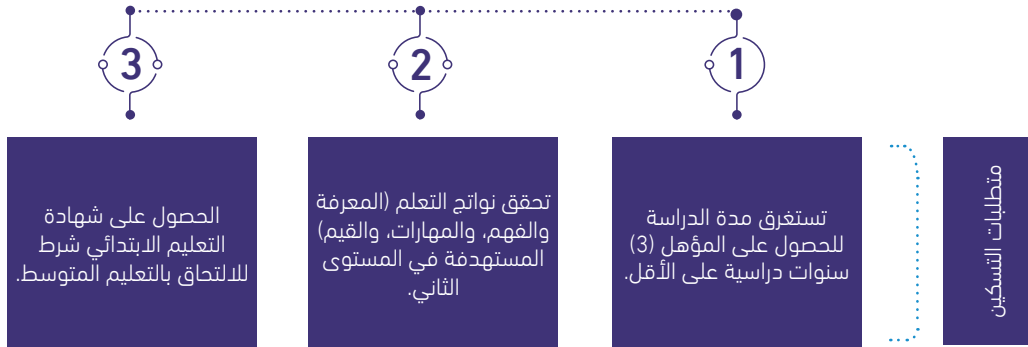 متطلبات التسكين
1
تستغرق مدة الدراسة
للحصول على المؤهل (3)
سنوات دراسية على الأقل.
2
تحقق نواتج التعلم (المعرفة
والفهم، والمهارات، والقيم)
المستهدفة في المستوى
الثاني.
3
الحصول على شهادة
التعليم الابتدائي شرط
للالتحاق بالتعليم المتوسط.